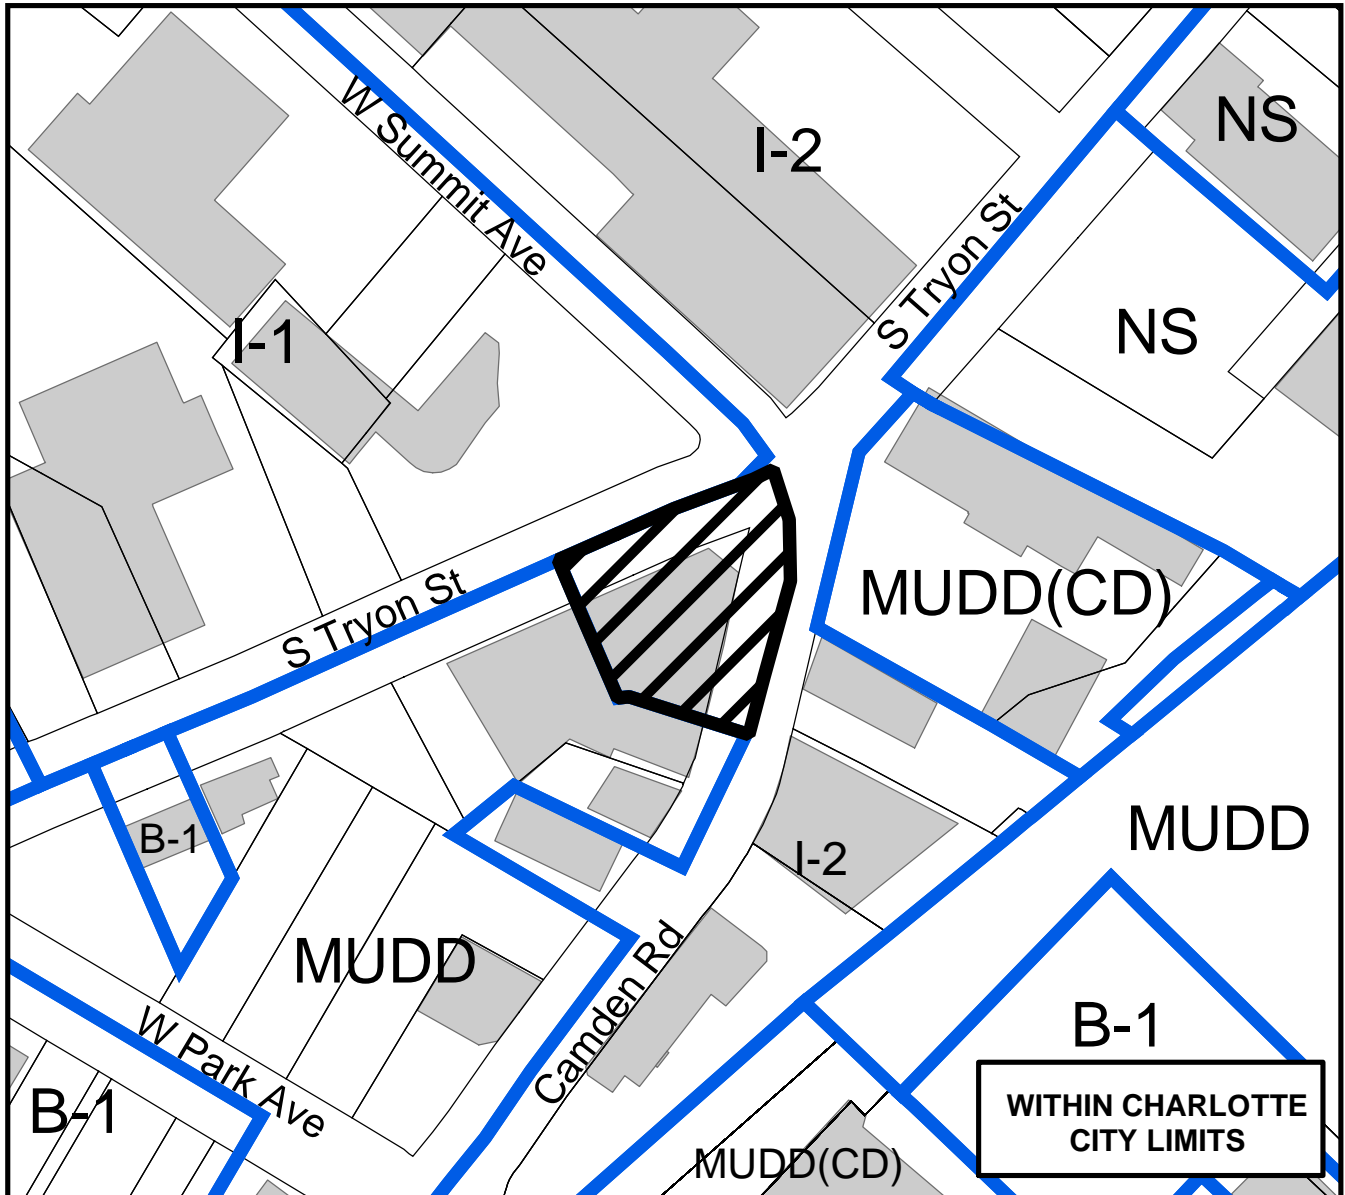 NS
W Summit Ave
I-2
S Tryon St
NS
I-1
MUDD(CD)
S Tryon St
MUDD
B-1
I-2
MUDD
Camden Rd
B-1
W Park Ave
B-1
WITHIN CHARLOTTE
CITY LIMITS
MUDD(CD)